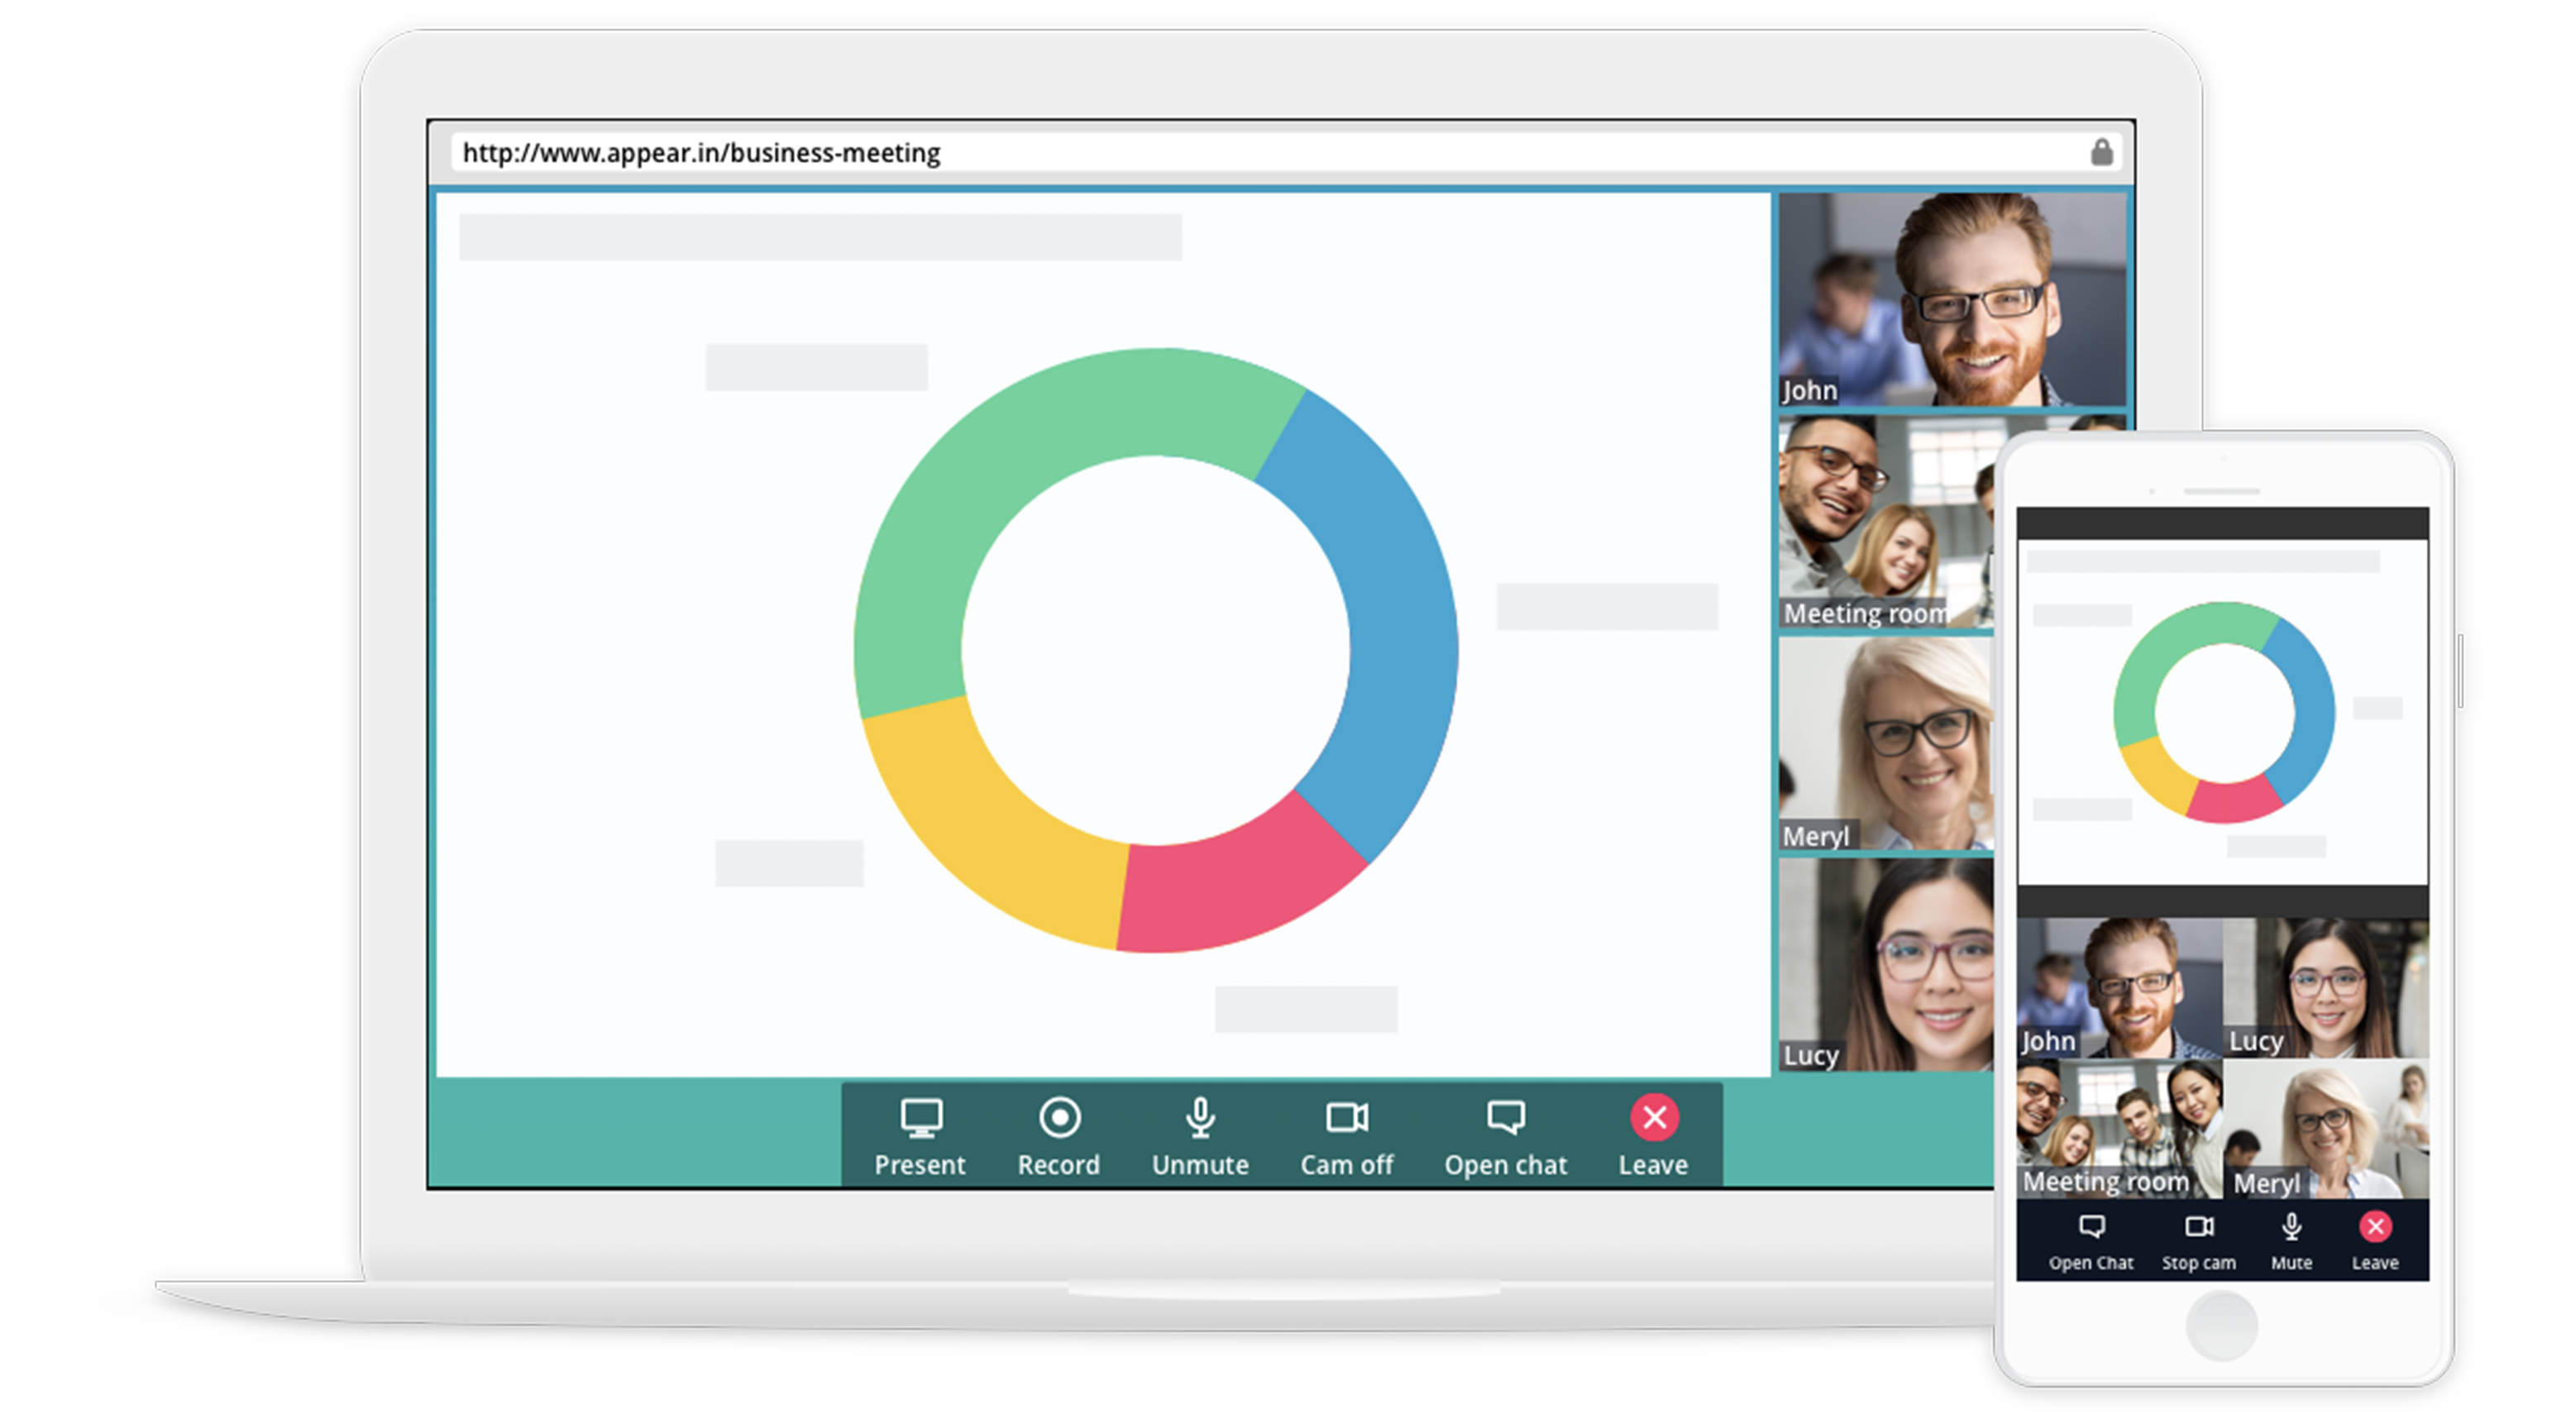 http://www.appear.in/business-meeting
John
Meeting room
Meryl
Lucy
Present
Record
Unmute
Cam off
Open chat
Leave
John
Lucy
Meeting room
Meryl
Open Chat
Stop cam
Mute
Leave